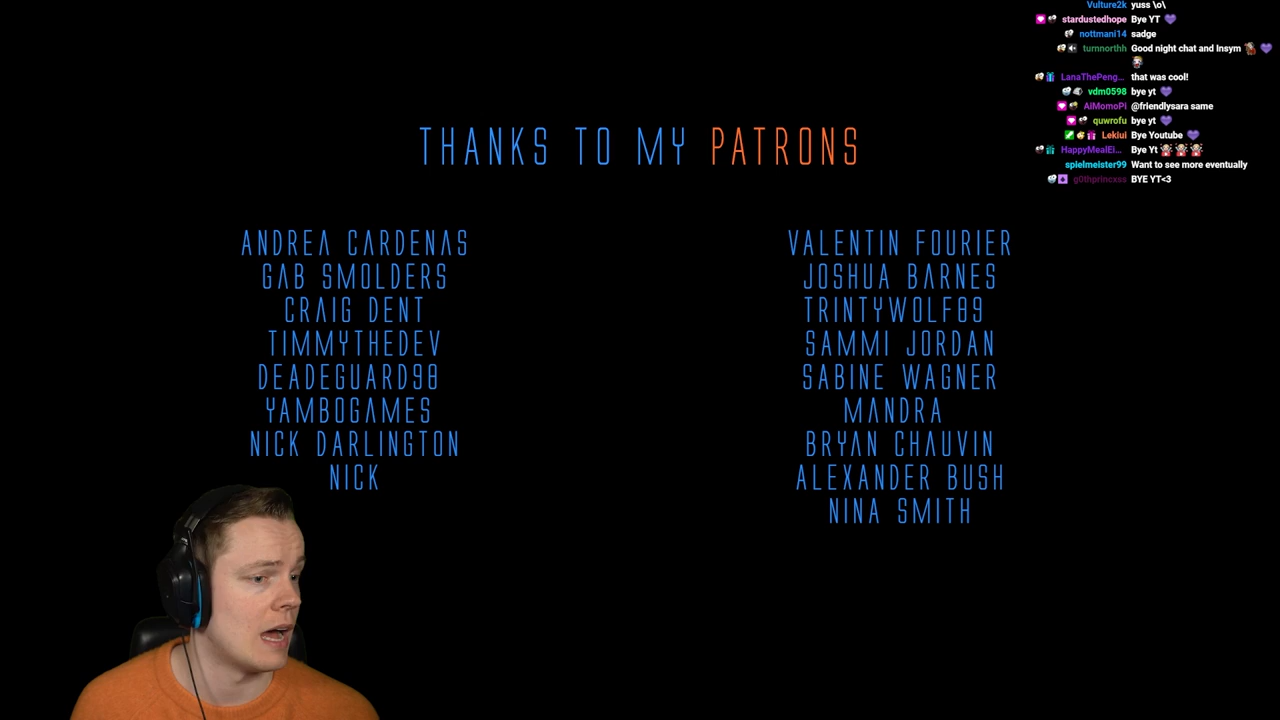 Vulture2k yuss \o\
stardustedhope Bye YT 💜
nottmani14 sadge
turnorthh Good night chat and Insym 💜
LanaThePeng... that was cool!
vdm0598 bye yt 💜
AlMomoPi @friendlysara same
quwrofu bye yt 💜
Lekiui Bye Youtube 💜
HappyMealEi... Bye Yt
spielmeister99 Want to see more eventually
g0thprincxss BYE YT<3
THANKS TO MY PATRONS
ANDREA CARDENAS
GAB SMOLDERS
CRAIG DENT
TIMMYTHEDEV
DEADEGUARD98
YAMBOGAMES
NICK DARLINGTON
NICK
VALENTIN FOURIER
JOSHUA BARNES
TRINTYWOLF89
SAMMI JORDAN
SABINE WAGNER
MANDRA
BRYAN CHAUVIN
ALEXANDER BUSH
NINA SMITH